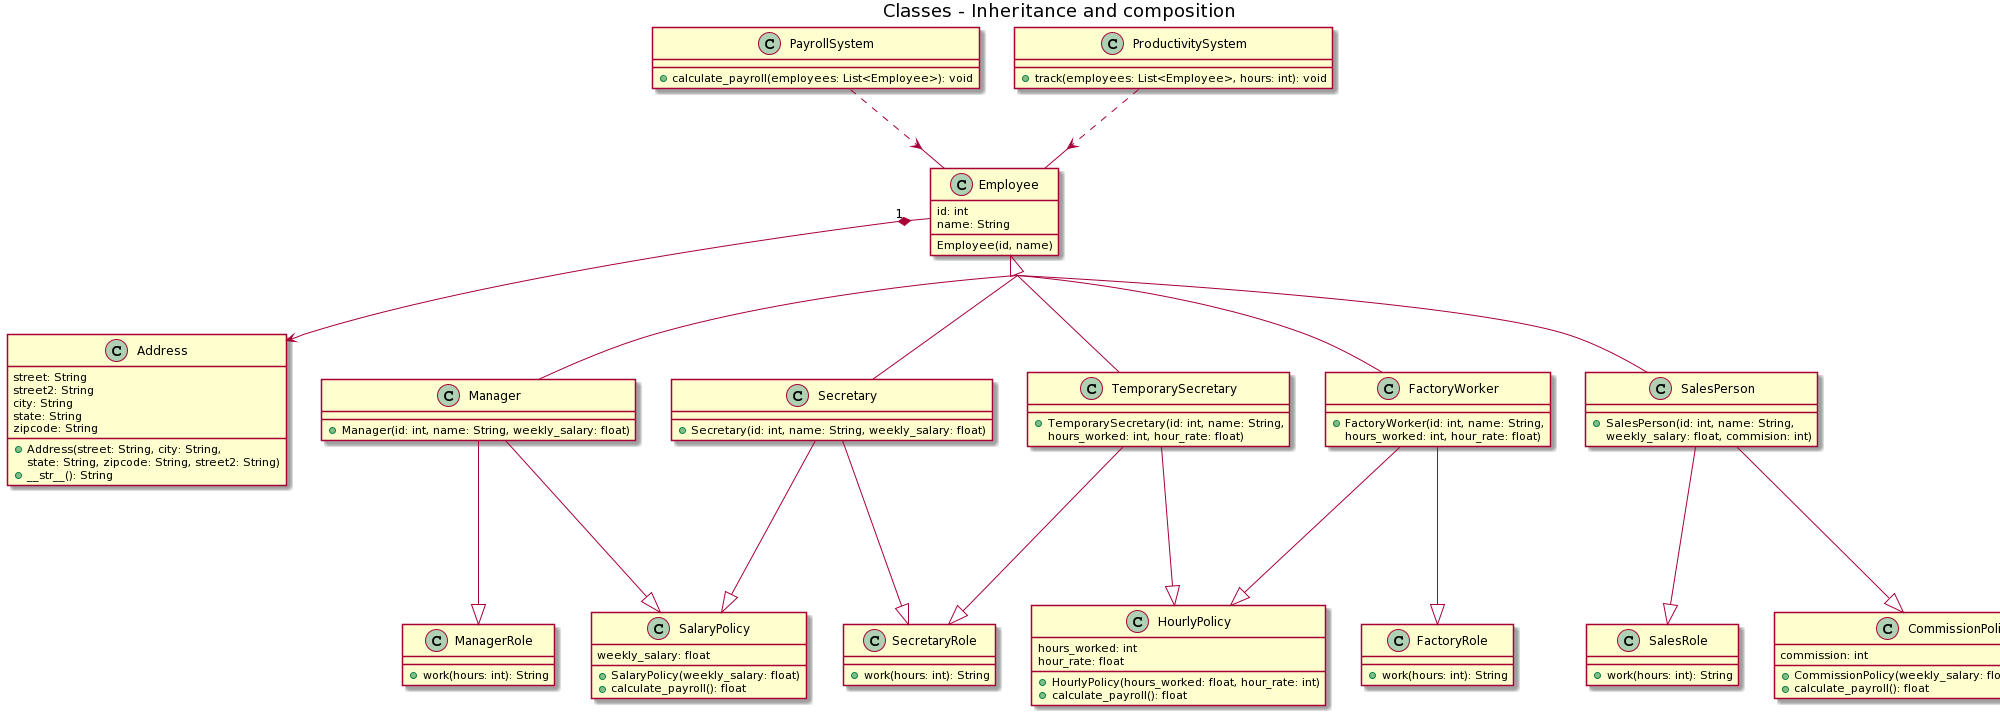 Classes - Inheritance and composition
C PayrollSystem
calculate_payroll(employees: List<Employee>): void
C ProductivitySystem
track(employees: List<Employee>, hours: int): void
C Employee
id: int
name: String
Employee(id, name)
1
C Address
street: String
street2: String
city: String
state: String
zipcode: String
Address(street: String, city: String,
state: String, zipcode: String, street2: String)
__str__(): String
C Manager
Manager(id: int, name: String, weekly_salary: float)
C Secretary
Secretary(id: int, name: String, weekly_salary: float)
C TemporarySecretary
TemporarySecretary(id: int, name: String,
hours_worked: int, hour_rate: float)
C FactoryWorker
FactoryWorker(id: int, name: String,
hours_worked: int, hour_rate: float)
C SalesPerson
SalesPerson(id: int, name: String,
weekly_salary: float, commision: int)
C ManagerRole
work(hours: int): String
C SalaryPolicy
weekly_salary: float
SalaryPolicy(weekly_salary: float)
calculate_payroll(): float
C SecretaryRole
work(hours: int): String
C HourlyPolicy
hours_worked: int
hour_rate: float
HourlyPolicy(hours_worked: float, hour_rate: int)
calculate_payroll(): float
C FactoryRole
work(hours: int): String
C SalesRole
work(hours: int): String
C
commission: int
CommissionPolicy(weekly_salary:
calculate_payroll(): float